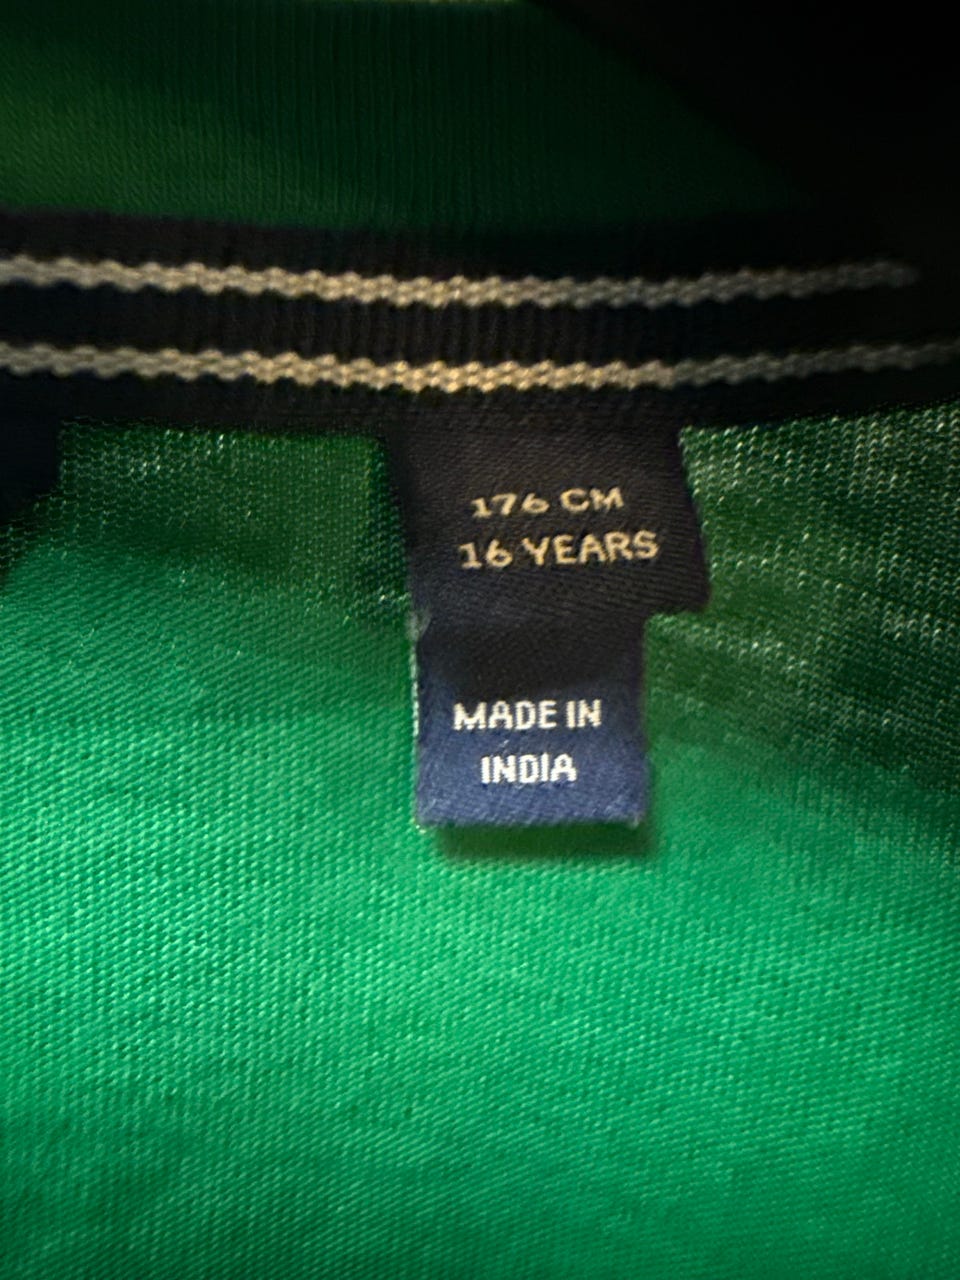 176 CM
16 YEARS
MADE IN
INDIA